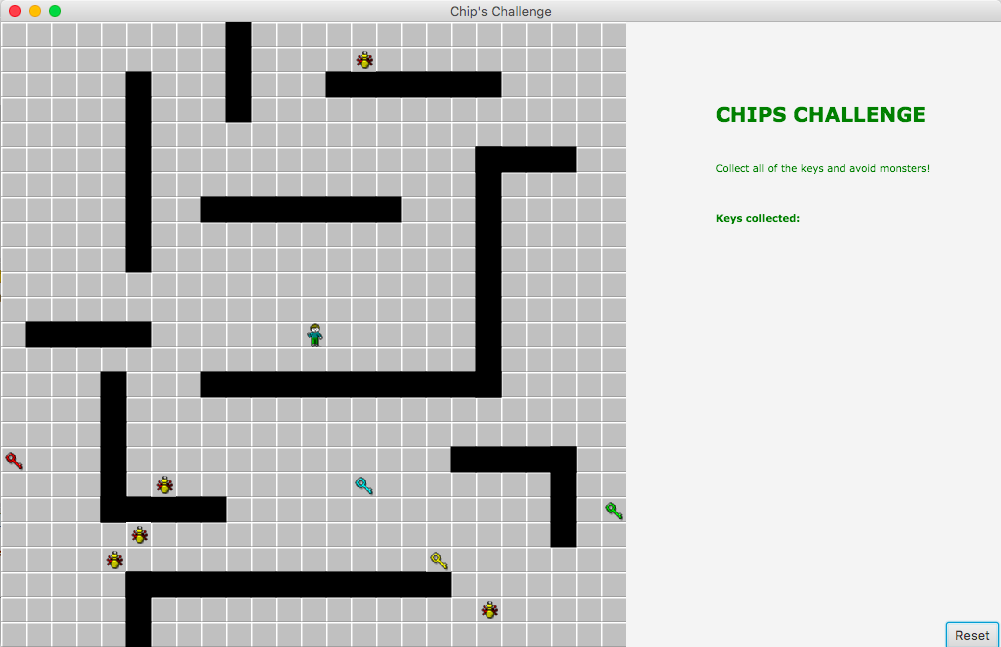 Chip's Challenge
CHIPS CHALLENGE
Collect all of the keys and avoid monsters!
Keys collected:
Reset